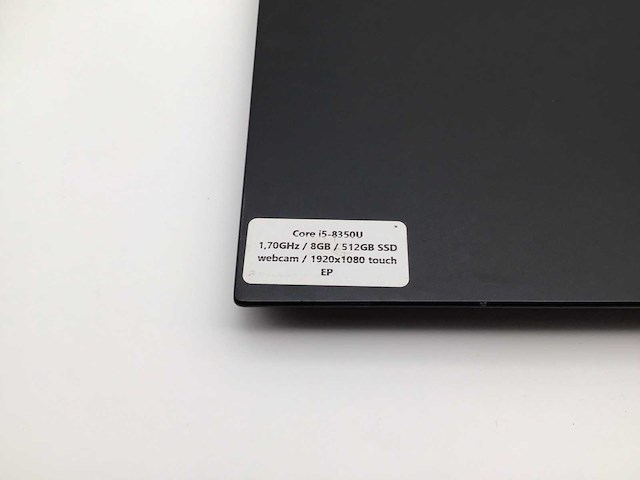 Core i5-8350U
1,70GHz / 8GB / 512GB SSD
webcam / 1920x1080 touch
EP